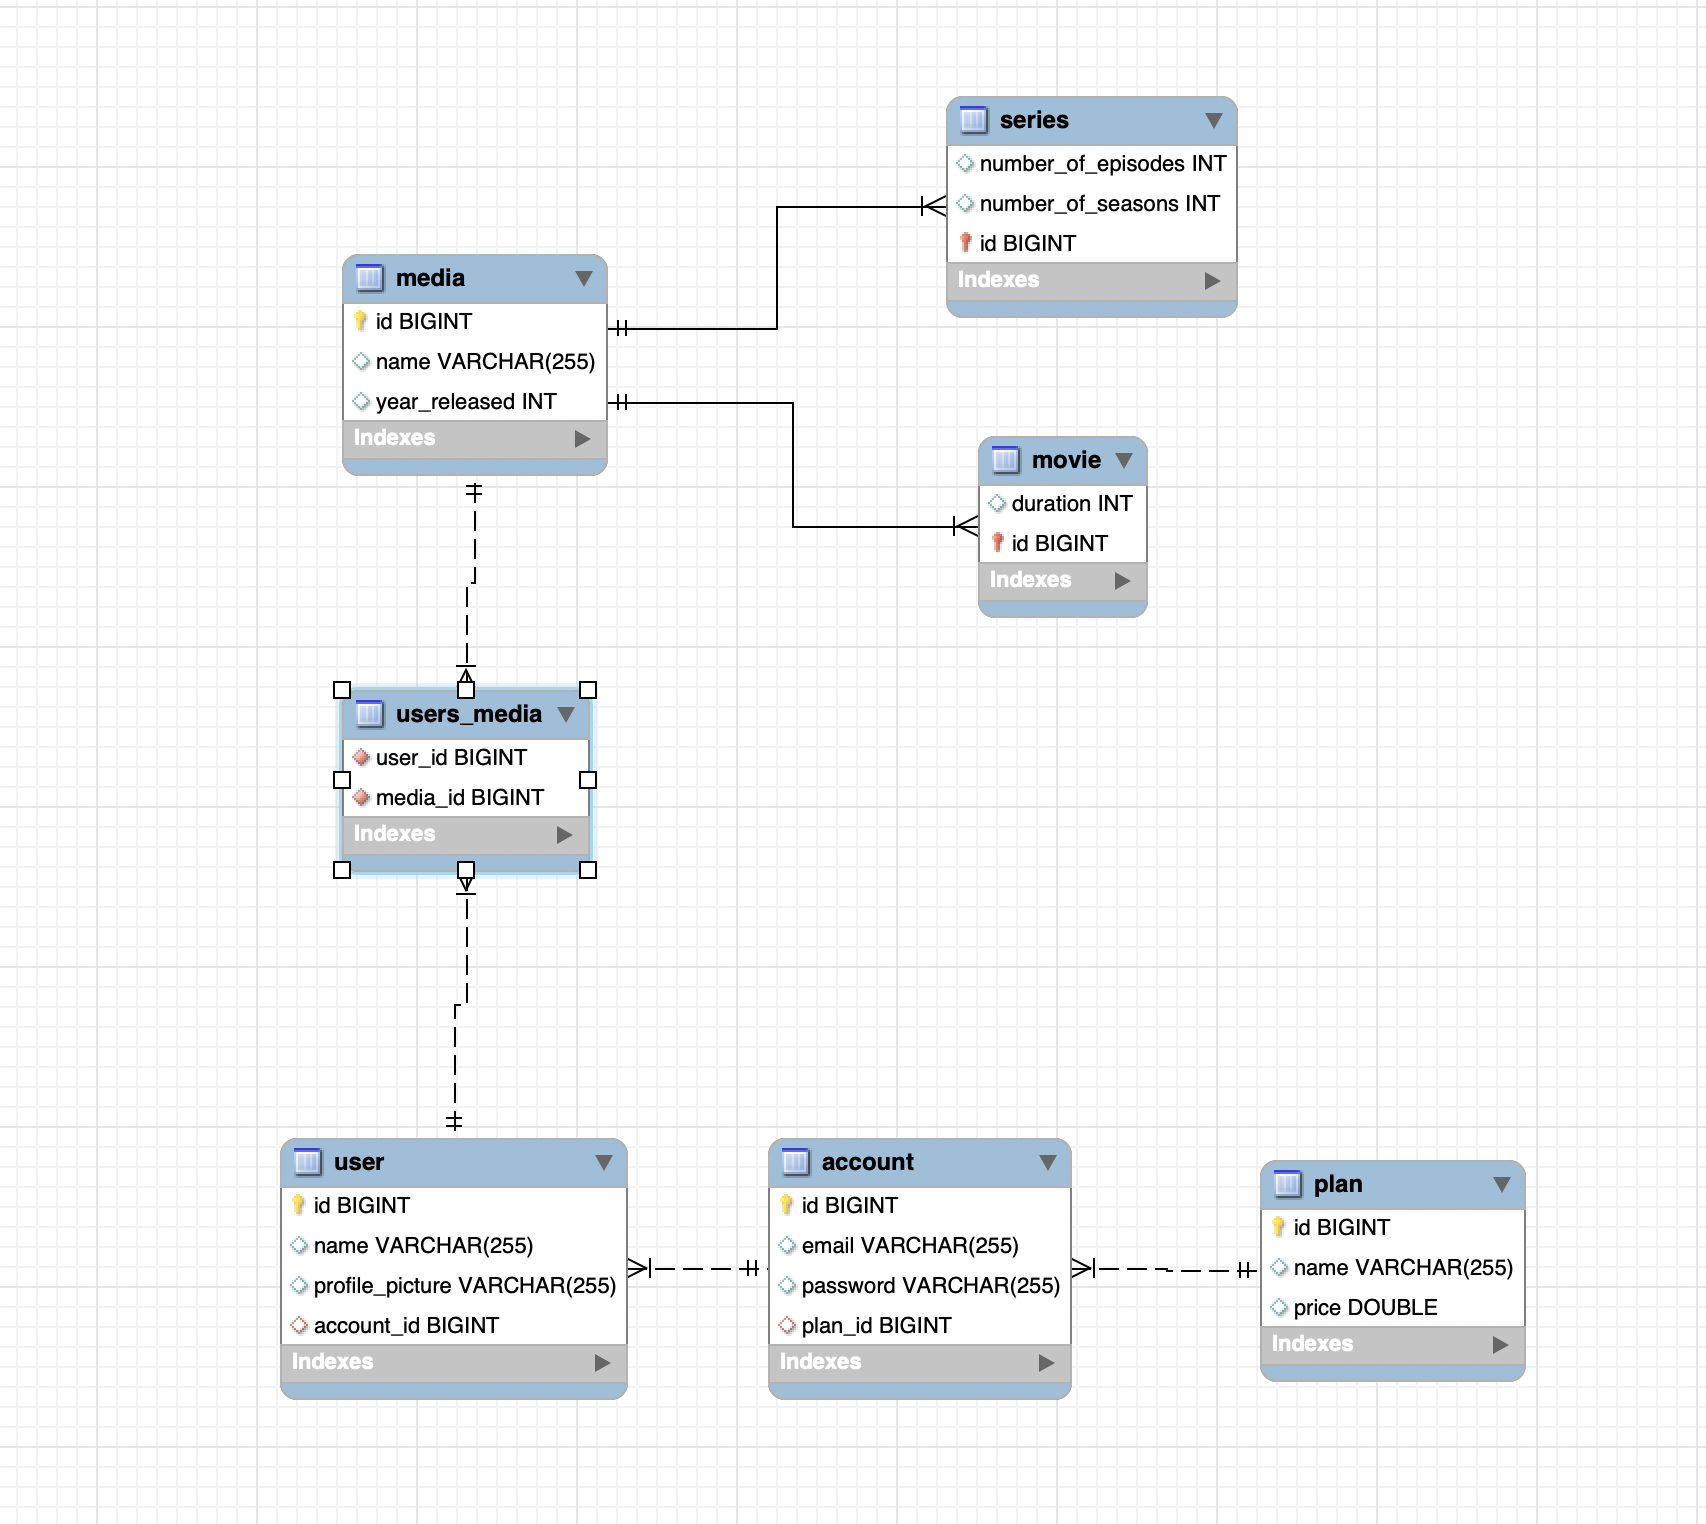 series
number_of_episodes INT
number_of_seasons INT
id BIGINT
Indexes
media
id BIGINT
name VARCHAR(255)
year_released INT
Indexes
movie
duration INT
id BIGINT
Indexes
users_media
user_id BIGINT
media_id BIGINT
Indexes
user
id BIGINT
name VARCHAR(255)
profile_picture VARCHAR(255)
account_id BIGINT
Indexes
account
id BIGINT
email VARCHAR(255)
password VARCHAR(255)
plan_id BIGINT
Indexes
plan
id BIGINT
name VARCHAR(255)
price DOUBLE
Indexes